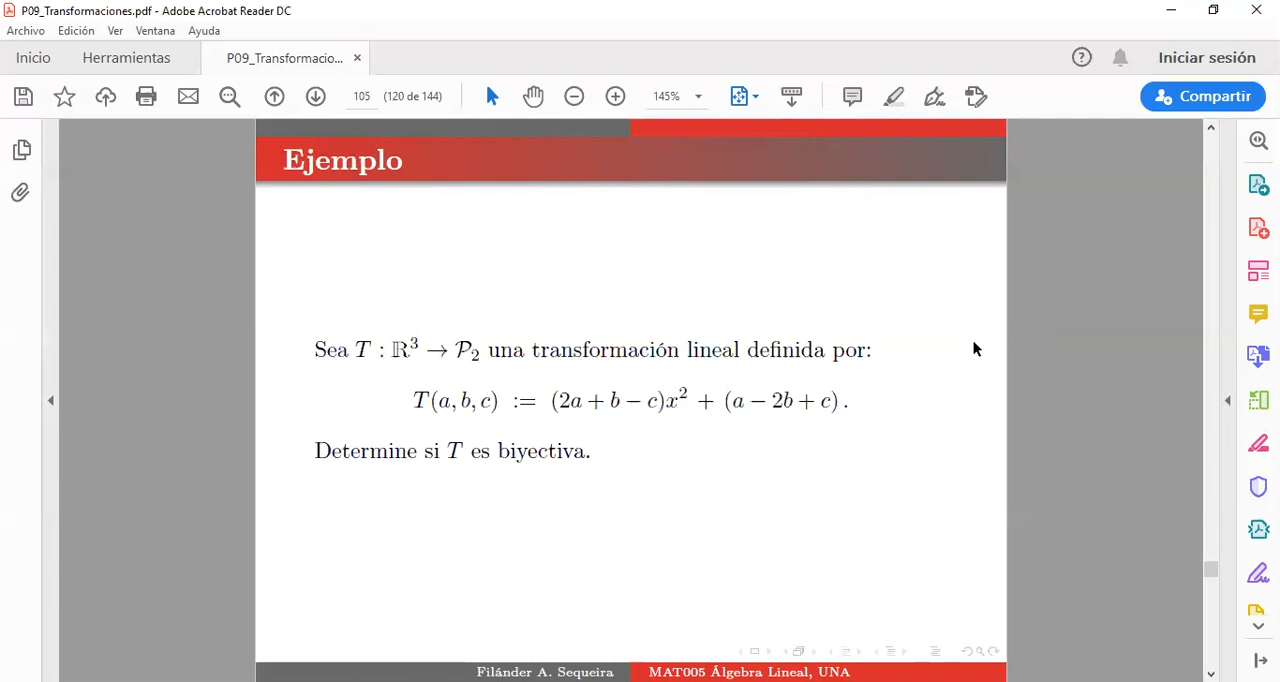 P09_Transformaciones.pdf - Adobe Acrobat Reader DC
Archivo Edición Ver Ventana Ayuda
Inicio Herramientas P09_Transformacio... × Iniciar sesión
105 (120 de 144) 145% Compartir
Ejemplo
Sea T : ℝ³ → 𝒫₂ una transformación lineal definida por:
T(a, b, c) := (2a + b − c)x² + (a − 2b + c) .
Determine si T es biyectiva.
Filánder A. Sequeira MAT005 Álgebra Lineal, UNA